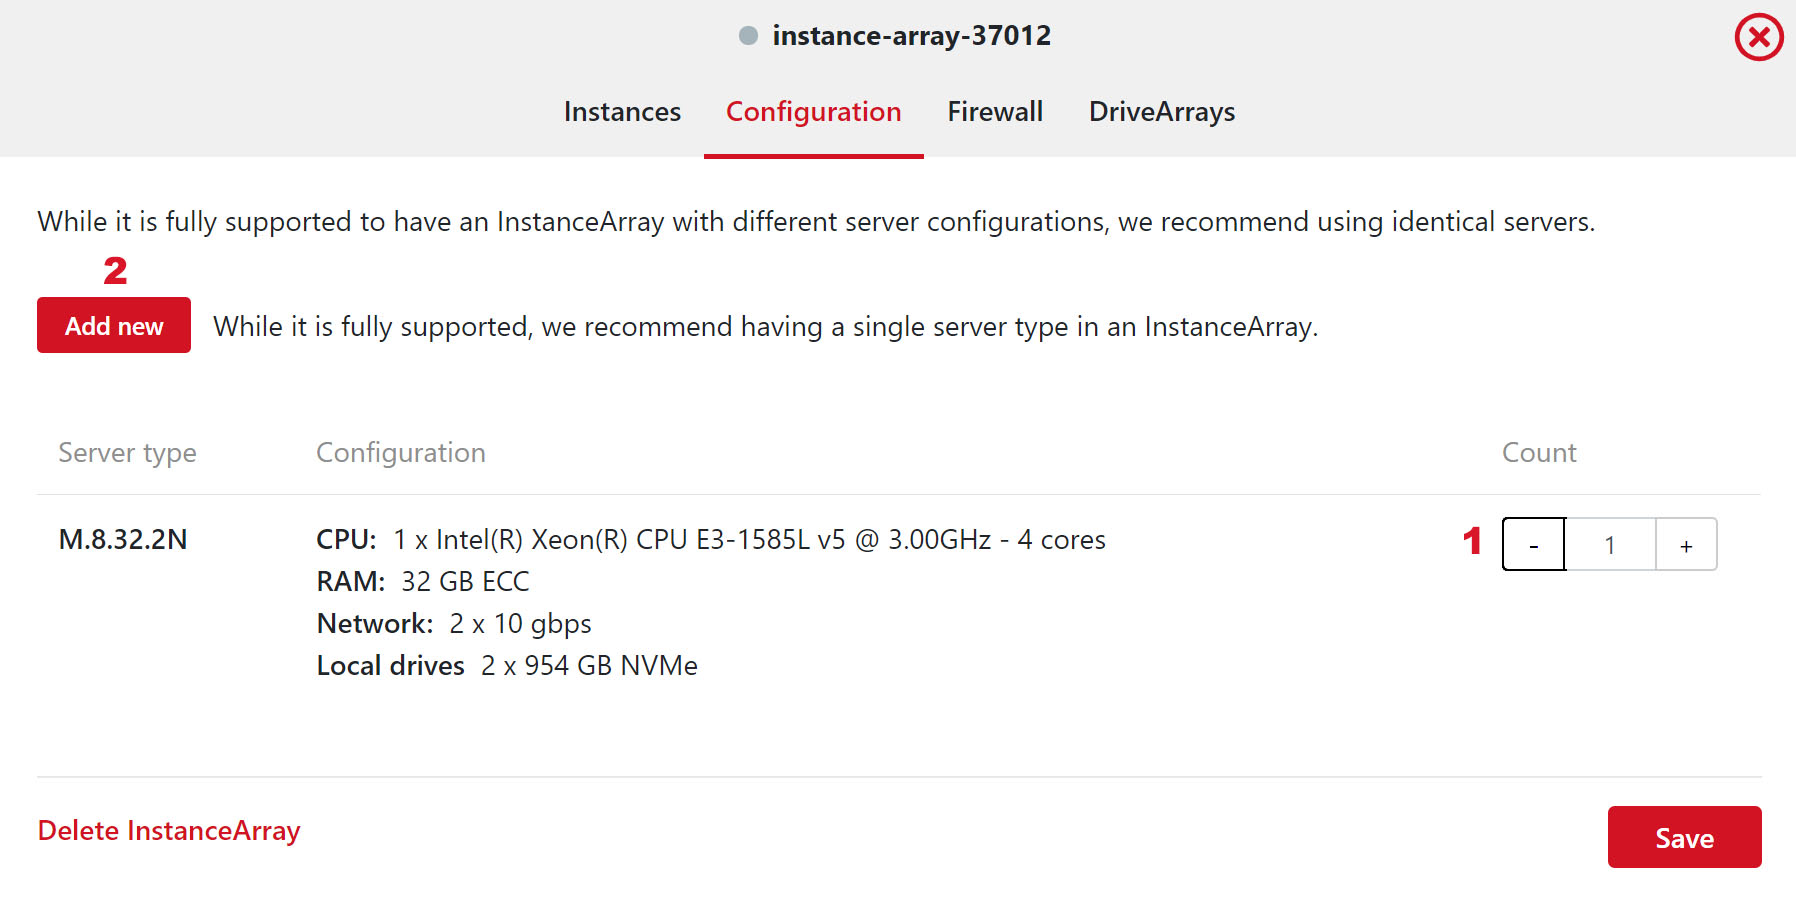 instance-array-37012
Instances Configuration Firewall DriveArrays
While it is fully supported to have an InstanceArray with different server configurations, we recommend using identical servers.
2
Add new While it is fully supported, we recommend having a single server type in an InstanceArray.
Server type Configuration Count
M.8.32.2N CPU: 1 x Intel(R) Xeon(R) CPU E3-1585L v5 @ 3.00GHz - 4 cores 1 - 1 +
RAM: 32 GB ECC
Network: 2 x 10 gbps
Local drives 2 x 954 GB NVMe
Delete InstanceArray Save